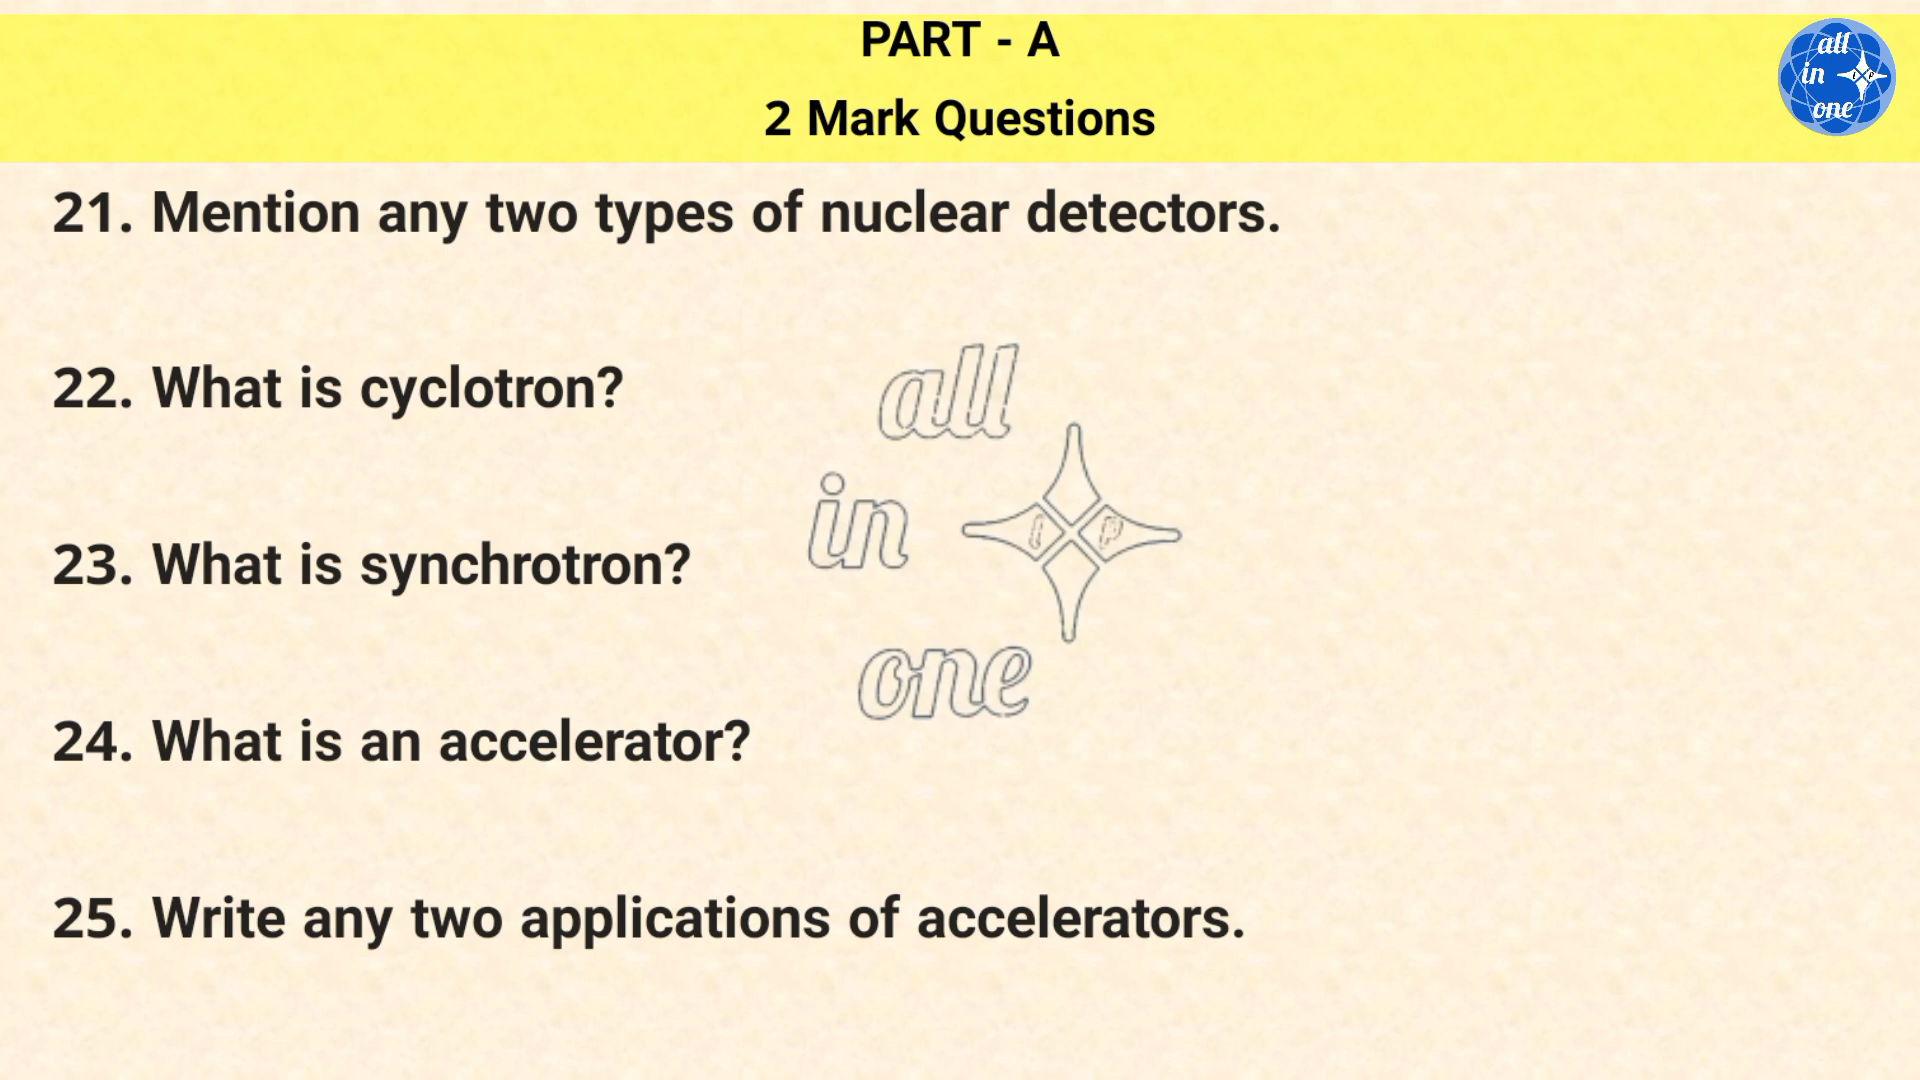 PART - A
2 Mark Questions
all
in
I P
one
21. Mention any two types of nuclear detectors.
22. What is cyclotron?
all
in
I P
one
23. What is synchrotron?
24. What is an accelerator?
25. Write any two applications of accelerators.